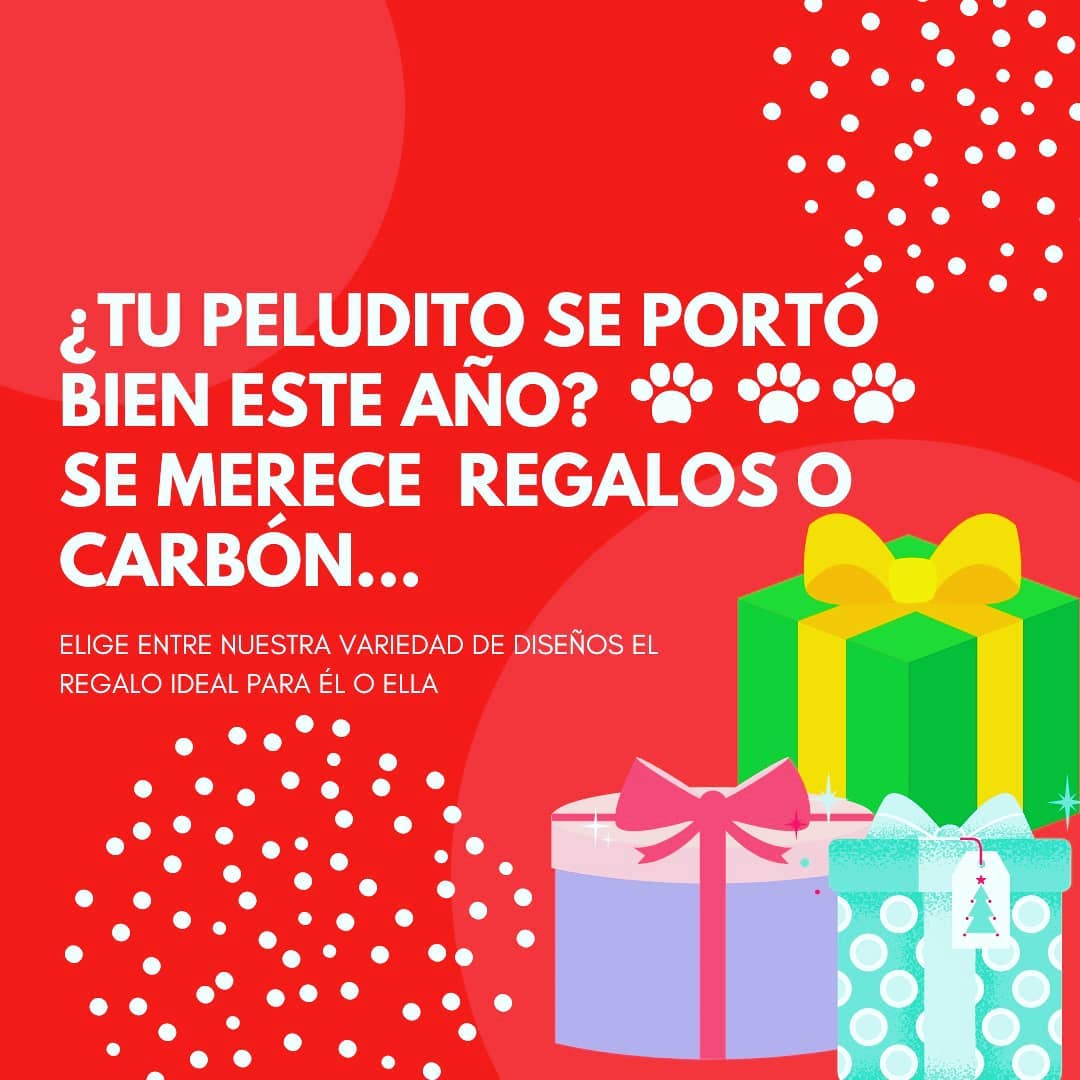 ¿TU PELUDITO SE PORTÓ
BIEN ESTE AÑO?
SE MERECE REGALOS O
CARBÓN...
ELIGE ENTRE NUESTRA VARIEDAD DE DISEÑOS EL
REGALO IDEAL PARA ÉL O ELLA